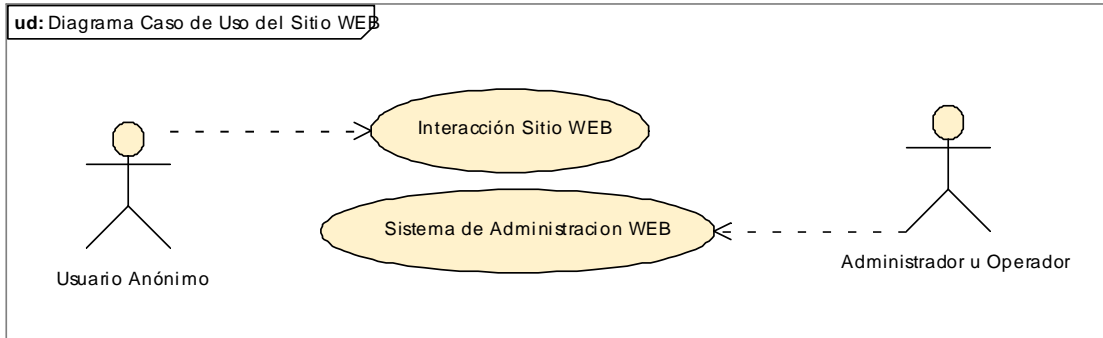 ud: Diagrama Caso de Uso del Sitio WEB
Interacción Sitio WEB
Sistema de Administracion WEB
Usuario Anónimo
Administrador u Operador